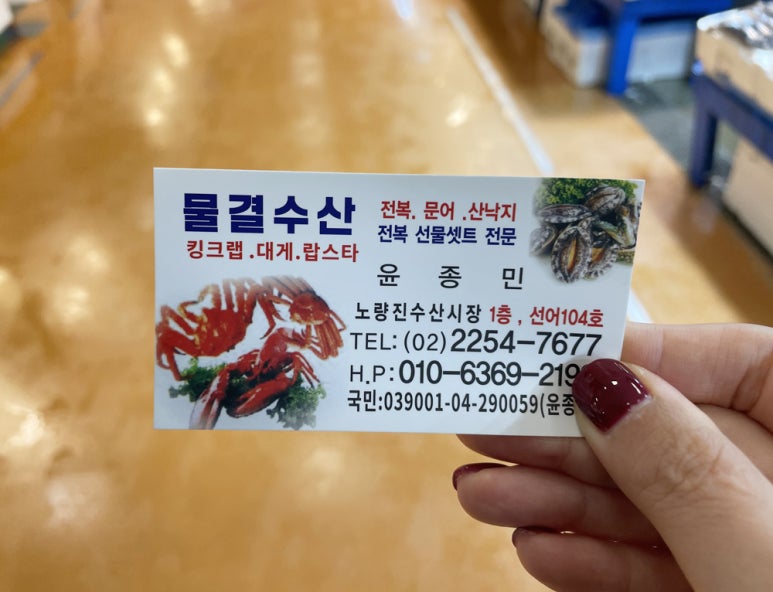 물결수산
킹크랩.대게.랍스타
전복. 문어 .산낙지
전복 선물셋트 전문
윤 종 민
노량진수산시장 1층, 선어104호
TEL:(02)2254-7677
H.P:010-6369-219
국민:039001-04-290059(윤종